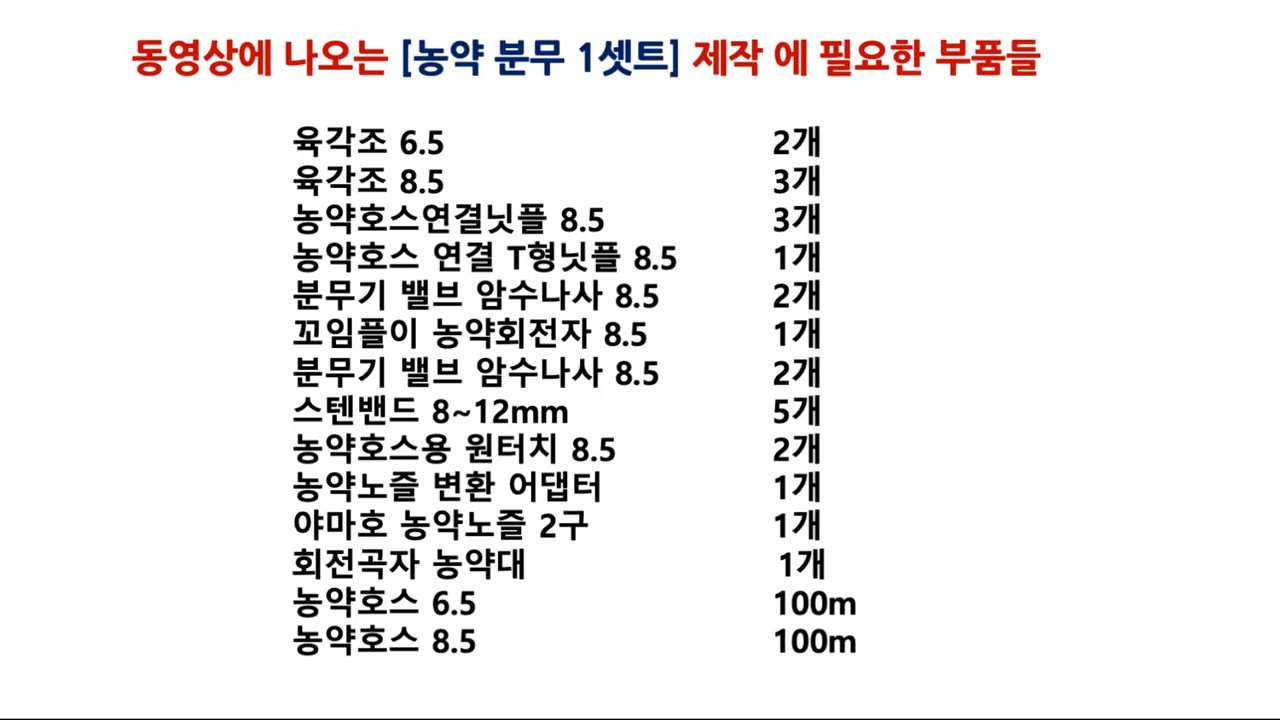 동영상에 나오는 [농약 분무 1셋트] 제작 에 필요한 부품들
육각조 6.5 2개
육각조 8.5 3개
농약호스연결닛플 8.5 3개
농약호스 연결 T형닛플 8.5 1개
분무기 밸브 암수나사 8.5 2개
꼬임플이 농약회전자 8.5 1개
분무기 밸브 암수나사 8.5 2개
스텐밴드 8~12mm 5개
농약호스용 원터치 8.5 2개
농약노즐 변환 어댑터 1개
야마호 농약노즐 2구 1개
회전곡자 농약대 1개
농약호스 6.5 100m
농약호스 8.5 100m